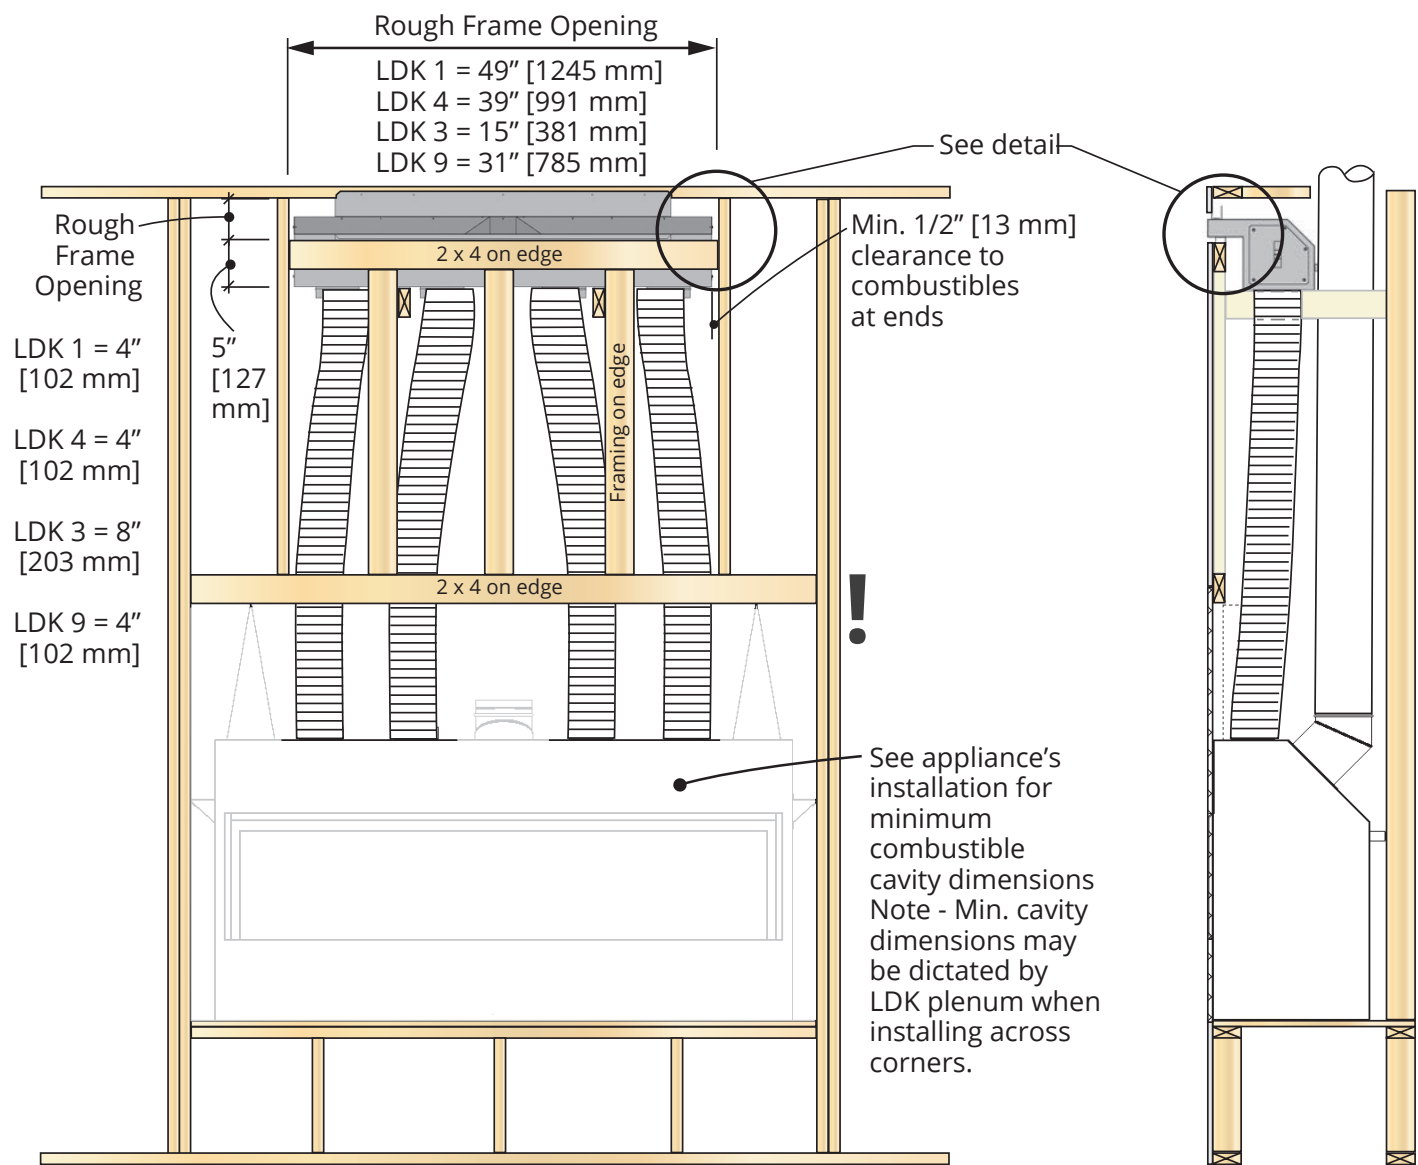 Rough Frame Opening
LDK 1 = 49” [1245 mm]
LDK 4 = 39” [991 mm]
LDK 3 = 15” [381 mm]
LDK 9 = 31” [785 mm]
See detail
Rough
Frame
Opening
LDK 1 = 4”
[102 mm]
LDK 4 = 4”
[102 mm]
LDK 3 = 8”
[203 mm]
LDK 9 = 4”
[102 mm]
5”
[127
mm]
2 x 4 on edge
Min. 1/2” [13 mm]
clearance to
combustibles
at ends
Framing on edge
2 x 4 on edge
!
See appliance’s
installation for
minimum
combustible
cavity dimensions
Note - Min. cavity
dimensions may
be dictated by
LDK plenum when
installing across
corners.